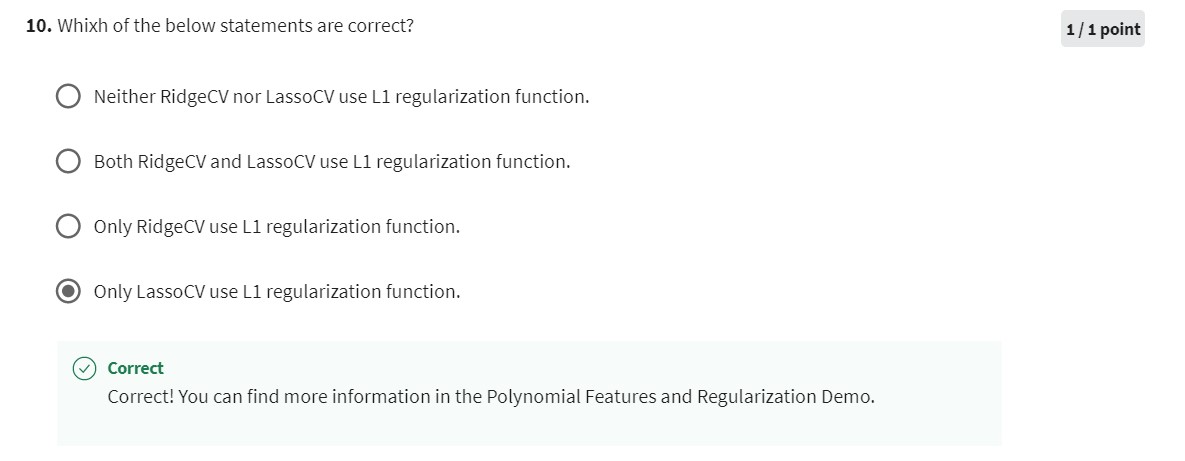 10. Whixh of the below statements are correct?
1 / 1 point
Neither RidgeCV nor LassoCV use L1 regularization function.
Both RidgeCV and LassoCV use L1 regularization function.
Only RidgeCV use L1 regularization function.
Only LassoCV use L1 regularization function.
Correct
Correct! You can find more information in the Polynomial Features and Regularization Demo.